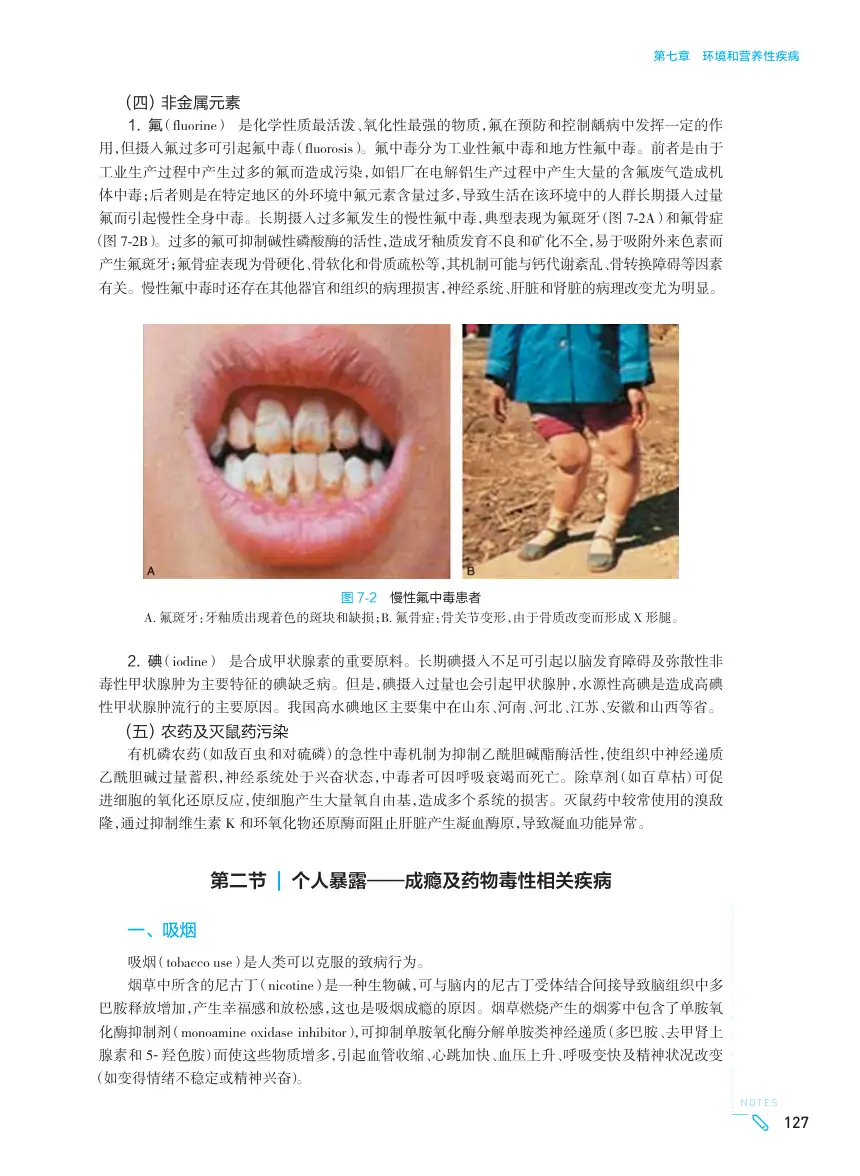 第七章　环境和营养性疾病
（四）非金属元素
1. 氟（fluorine）　是化学性质最活泼、氧化性最强的物质，氟在预防和控制龋病中发挥一定的作
用，但摄入氟过多可引起氟中毒（fluorosis）。氟中毒分为工业性氟中毒和地方性氟中毒。前者是由于
工业生产过程中产生过多的氟而造成污染，如铝厂在电解铝生产过程中产生大量的含氟废气造成机
体中毒；后者则是在特定地区的外环境中氟元素含量过多，导致生活在该环境中的人群长期摄入过量
氟而引起慢性全身中毒。长期摄入过多氟发生的慢性氟中毒，典型表现为氟斑牙（图 7-2A）和氟骨症
（图 7-2B）。过多的氟可抑制碱性磷酸酶的活性，造成牙釉质发育不良和矿化不全，易于吸附外来色素而
产生氟斑牙；氟骨症表现为骨硬化、骨软化和骨质疏松等，其机制可能与钙代谢紊乱、骨转换障碍等因素
有关。慢性氟中毒时还存在其他器官和组织的病理损害，神经系统、肝脏和肾脏的病理改变尤为明显。
A
B
图 7-2　慢性氟中毒患者
A. 氟斑牙：牙釉质出现着色的斑块和缺损；B. 氟骨症：骨关节变形，由于骨质改变而形成 X 形腿。
2. 碘（iodine）　是合成甲状腺素的重要原料。长期碘摄入不足可引起以脑发育障碍及弥散性非
毒性甲状腺肿为主要特征的碘缺乏病。但是，碘摄入过量也会引起甲状腺肿，水源性高碘是造成高碘
性甲状腺肿流行的主要原因。我国高水碘地区主要集中在山东、河南、河北、江苏、安徽和山西等省。
（五）农药及灭鼠药污染
有机磷农药（如敌百虫和对硫磷）的急性中毒机制为抑制乙酰胆碱酯酶活性，使组织中神经递质
乙酰胆碱过量蓄积，神经系统处于兴奋状态，中毒者可因呼吸衰竭而死亡。除草剂（如百草枯）可促
进细胞的氧化还原反应，使细胞产生大量氧自由基，造成多个系统的损害。灭鼠药中较常使用的溴敌
隆，通过抑制维生素 K 和环氧化物还原酶而阻止肝脏产生凝血酶原，导致凝血功能异常。
第二节 | 个人暴露——成瘾及药物毒性相关疾病
一、吸烟
吸烟（tobacco use）是人类可以克服的致病行为。
烟草中所含的尼古丁（nicotine）是一种生物碱，可与脑内的尼古丁受体结合间接导致脑组织中多
巴胺释放增加，产生幸福感和放松感，这也是吸烟成瘾的原因。烟草燃烧产生的烟雾中包含了单胺氧
化酶抑制剂（monoamine oxidase inhibitor），可抑制单胺氧化酶分解单胺类神经递质（多巴胺、去甲肾上
腺素和 5- 羟色胺）而使这些物质增多，引起血管收缩、心跳加快、血压上升、呼吸变快及精神状况改变
（如变得情绪不稳定或精神兴奋）。
NOTES
127